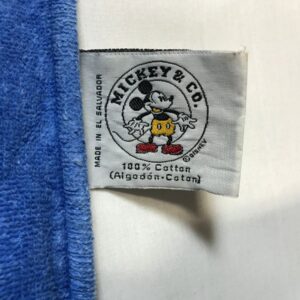 MICKEY & CO.
MADE IN EL SALVADOR
©DISNEY
100% Cotton
(Algodón-Coton)